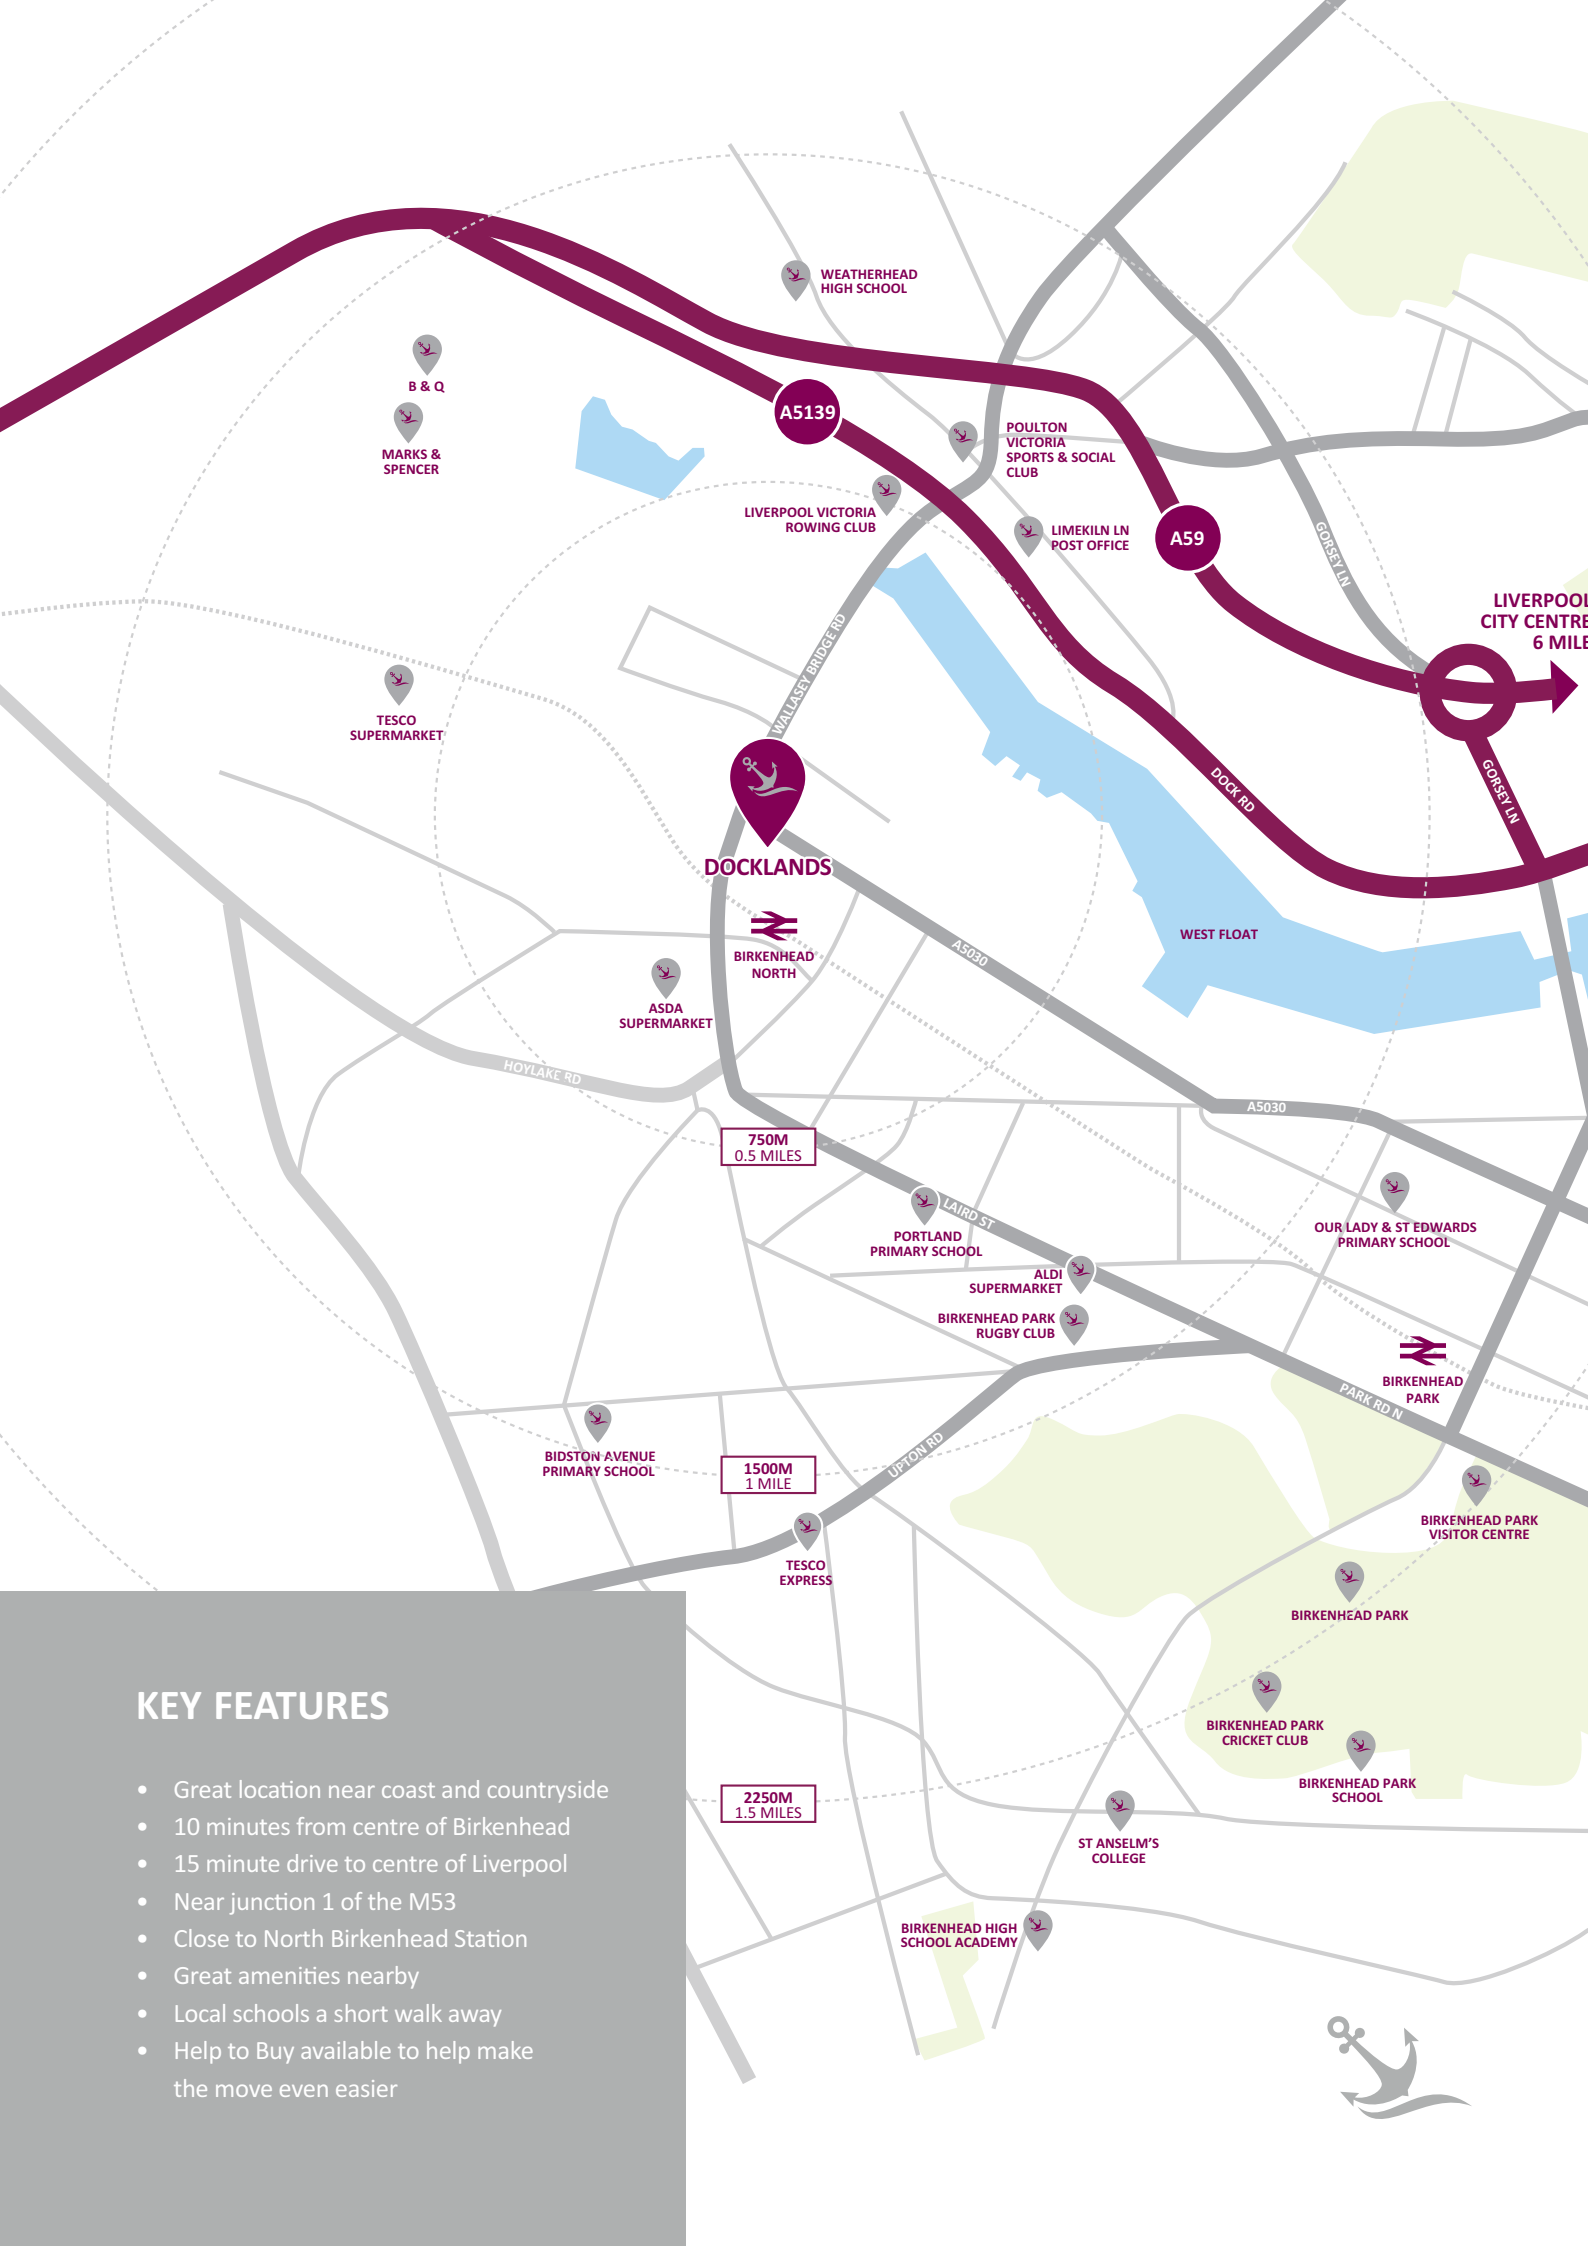 WEATHERHEAD
HIGH SCHOOL
B & Q
MARKS &
SPENCER
A5139
POULTON
VICTORIA
SPORTS & SOCIAL
CLUB
LIVERPOOL VICTORIA
ROWING CLUB
LIMEKILN LN
POST OFFICE
A59
GORSEY LN
LIVERPOOL
CITY CENTRE
6 MILE
WALLASEY BRIDGE RD
TESCO
SUPERMARKET
DOCK RD
GORSEY LN
DOCKLANDS
WEST FLOAT
A5030
BIRKENHEAD
NORTH
ASDA
SUPERMARKET
HOYLAKE RD
A5030
750M
0.5 MILES
LAIRD ST
PORTLAND
PRIMARY SCHOOL
OUR LADY & ST EDWARDS
PRIMARY SCHOOL
ALDI
SUPERMARKET
BIRKENHEAD PARK
RUGBY CLUB
BIRKENHEAD
PARK
PARK RD N
UPTON RD
BIDSTON AVENUE
PRIMARY SCHOOL
1500M
1 MILE
BIRKENHEAD PARK
VISITOR CENTRE
TESCO
EXPRESS
BIRKENHEAD PARK
BIRKENHEAD PARK
CRICKET CLUB
BIRKENHEAD PARK
SCHOOL
2250M
1.5 MILES
ST ANSELM'S
COLLEGE
BIRKENHEAD HIGH
SCHOOL ACADEMY
KEY FEATURES
• Great location near coast and countryside
• 10 minutes from centre of Birkenhead
• 15 minute drive to centre of Liverpool
• Near junction 1 of the M53
• Close to North Birkenhead Station
• Great amenities nearby
• Local schools a short walk away
• Help to Buy available to help make
the move even easier